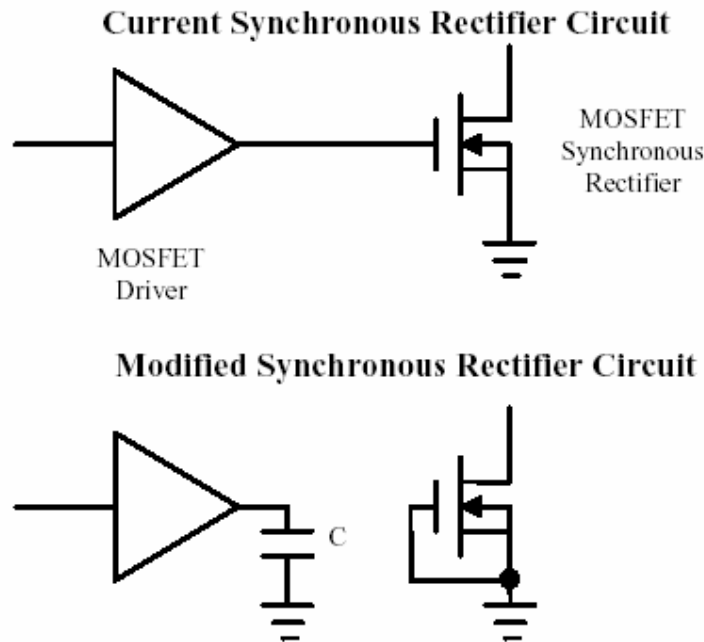 Current Synchronous Rectifier Circuit
MOSFET
Synchronous
Rectifier
MOSFET
Driver
Modified Synchronous Rectifier Circuit
C